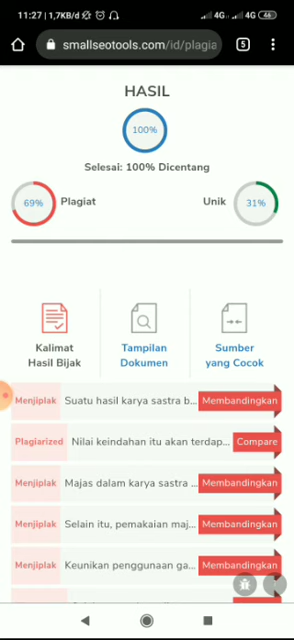 11:27 | 1,7KB/d
4G 4G 46
smallseotools.com/id/plagia
5
HASIL
100%
Selesai: 100% Dicentang
69% Plagiat Unik 31%
Kalimat Hasil Bijak
Tampilan Dokumen
Sumber yang Cocok
Menjiplak Suatu hasil karya sastra b... Membandingkan
Plagiarized Nilai keindahan itu akan terdap... Compare
Menjiplak Majas dalam karya sastra ... Membandingkan
Menjiplak Selain itu, pemakaian maj... Membandingkan
Menjiplak Keunikan penggunaan ga... Membandingkan